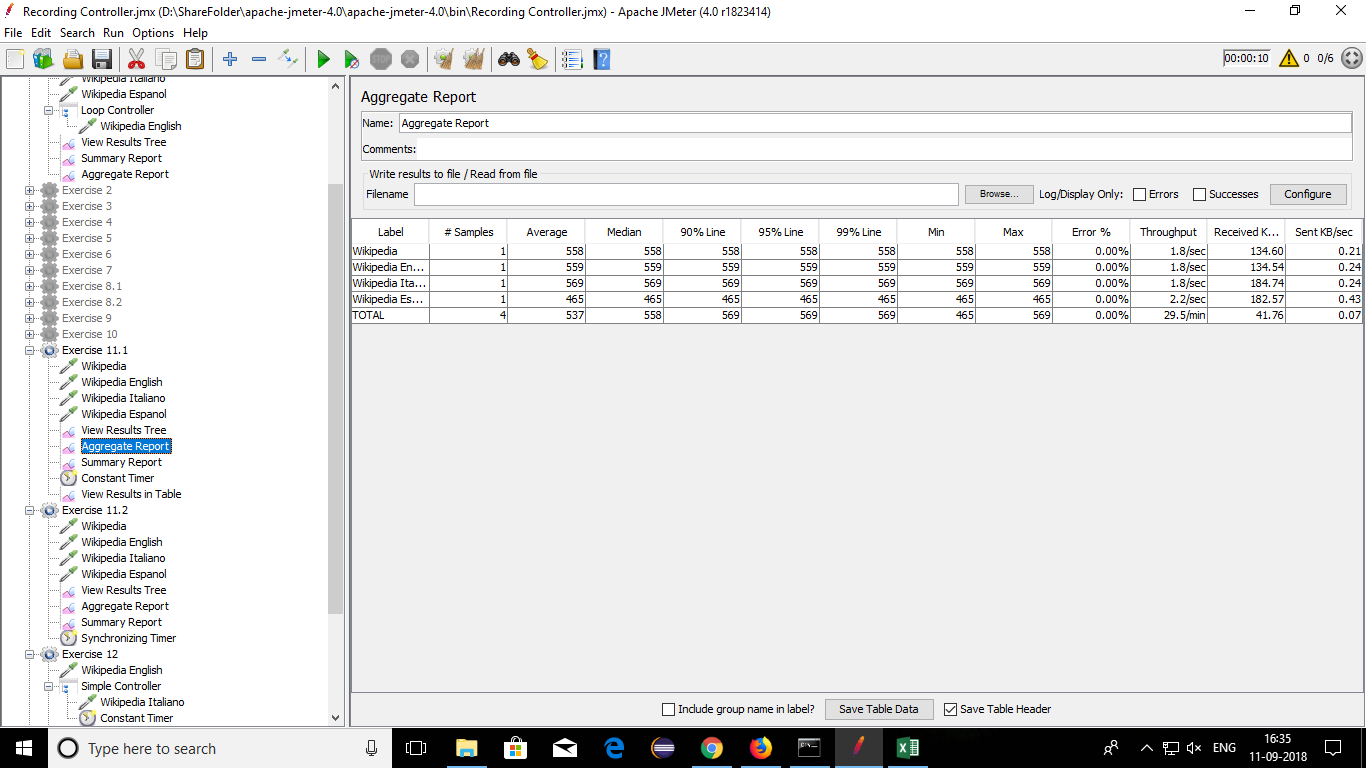 Recording Controller.jmx (D:\ShareFolder\apache-jmeter-4.0\apache-jmeter-4.0\bin\Recording Controller.jmx) - Apache JMeter (4.0 r1823414)
File Edit Search Run Options Help
STOP
00:00:10 0 0/6
Wikipedia Italiano
Wikipedia Espanol
Loop Controller
Wikipedia English
View Results Tree
Summary Report
Aggregate Report
Exercise 2
Exercise 3
Exercise 4
Exercise 5
Exercise 6
Exercise 7
Exercise 8.1
Exercise 8.2
Exercise 9
Exercise 10
Exercise 11.1
Wikipedia
Wikipedia English
Wikipedia Italiano
Wikipedia Espanol
View Results Tree
Aggregate Report
Summary Report
Constant Timer
View Results in Table
Exercise 11.2
Wikipedia
Wikipedia English
Wikipedia Italiano
Wikipedia Espanol
View Results Tree
Aggregate Report
Summary Report
Synchronizing Timer
Exercise 12
Wikipedia English
Simple Controller
Wikipedia Italiano
Constant Timer
Aggregate Report
Name: Aggregate Report
Comments:
Write results to file / Read from file
Filename Browse... Log/Display Only: Errors Successes Configure
Label # Samples Average Median 90% Line 95% Line 99% Line Min Max Error % Throughput Received K... Sent KB/sec
Wikipedia 1 558 558 558 558 558 558 558 0.00% 1.8/sec 134.60 0.21
Wikipedia En... 1 559 559 559 559 559 559 559 0.00% 1.8/sec 134.54 0.24
Wikipedia Ita... 1 569 569 569 569 569 569 569 0.00% 1.8/sec 184.74 0.24
Wikipedia Es... 1 465 465 465 465 465 465 465 0.00% 2.2/sec 182.57 0.43
TOTAL 4 537 558 569 569 569 465 569 0.00% 29.5/min 41.76 0.07
Include group name in label? Save Table Data Save Table Header
Type here to search
ENG
16:35
11-09-2018